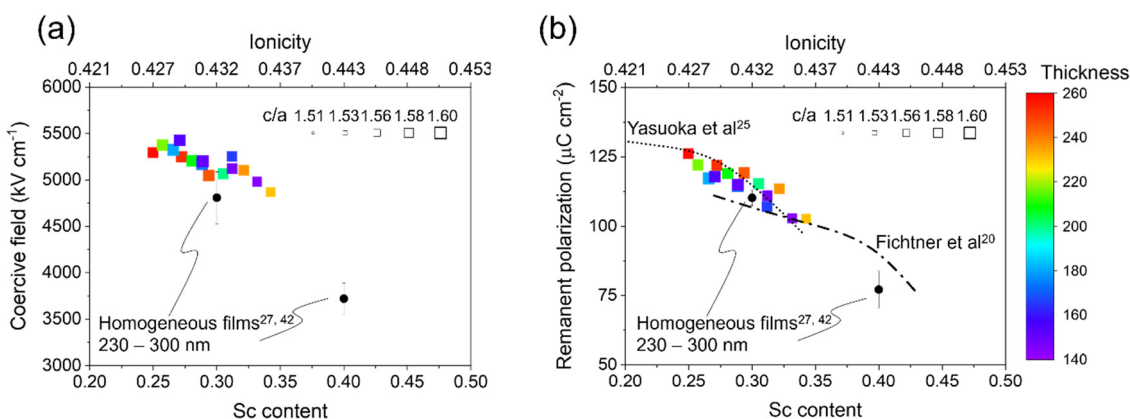 (a)
Ionicity
0.421 0.427 0.432 0.437 0.443 0.448 0.453
6000
5500
5000
4500
4000
3500
3000
Coercive field (kV cm⁻¹)
c/a 1.51 1.53 1.56 1.58 1.60
Homogeneous films²⁷, ⁴²
230 – 300 nm
0.20 0.25 0.30 0.35 0.40 0.45 0.50
Sc content
(b)
Ionicity
0.421 0.427 0.432 0.437 0.443 0.448 0.453
150
125
100
75
50
Remanent polarization (μC cm⁻²)
c/a 1.51 1.53 1.56 1.58 1.60
Yasuoka et al²⁵
Fichtner et al²⁰
Homogeneous films²⁷, ⁴²
230 – 300 nm
0.20 0.25 0.30 0.35 0.40 0.45 0.50
Sc content
Thickness
260
240
220
200
180
160
140